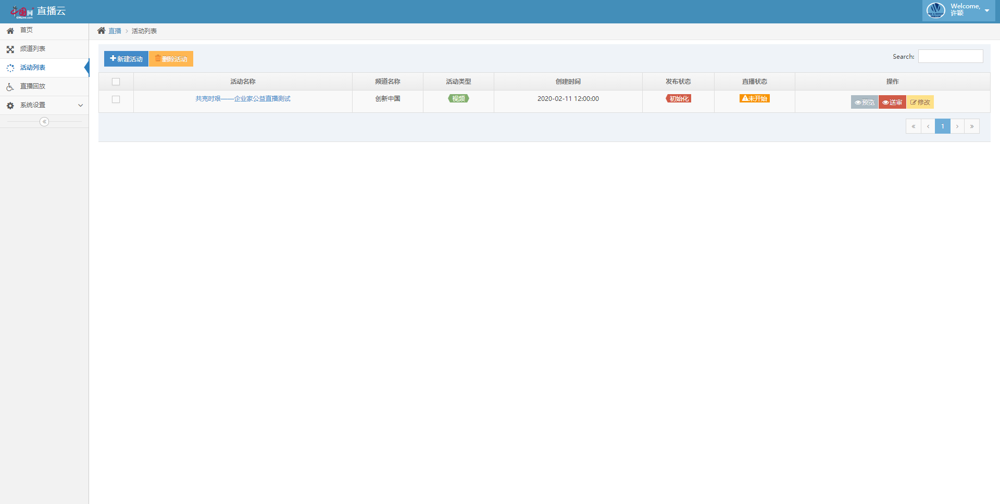 中国网 直播云
CNLive.com
Welcome,
许颖
首页
频道列表
活动列表
直播回放
系统设置
直播 > 活动列表
新建活动 删除活动
Search:
活动名称 频道名称 活动类型 创建时间 发布状态 直播状态 操作
共克时艰——企业家公益直播测试 创新中国 视频 2020-02-11 12:00:00 初始化 未开始 预览 送审 修改
« ‹ 1 › »